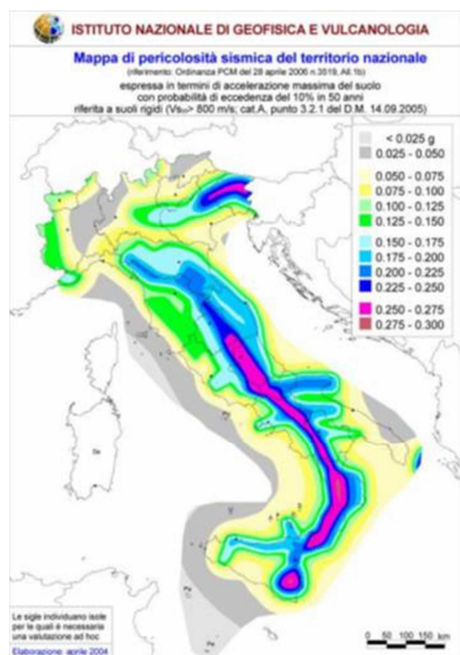 ISTITUTO NAZIONALE DI GEOFISICA E VULCANOLOGIA
Mappa di pericolosità sismica del territorio nazionale
(riferimento: Ordinanza PCM del 28 aprile 2006 n.3519, All.1b)
espressa in termini di accelerazione massima del suolo
con probabilità di eccedenza del 10% in 50 anni
riferita a suoli rigidi (Vs₃₀> 800 m/s; cat.A, punto 3.2.1 del D.M. 14.09.2005)
< 0.025 g
0.025 - 0.050
0.050 - 0.075
0.075 - 0.100
0.100 - 0.125
0.125 - 0.150
0.150 - 0.175
0.175 - 0.200
0.200 - 0.225
0.225 - 0.250
0.250 - 0.275
0.275 - 0.300
Le sigle individuano isole
per le quali è necessaria
una valutazione ad hoc
Elaborazione: aprile 2004
0 50 100 150 km